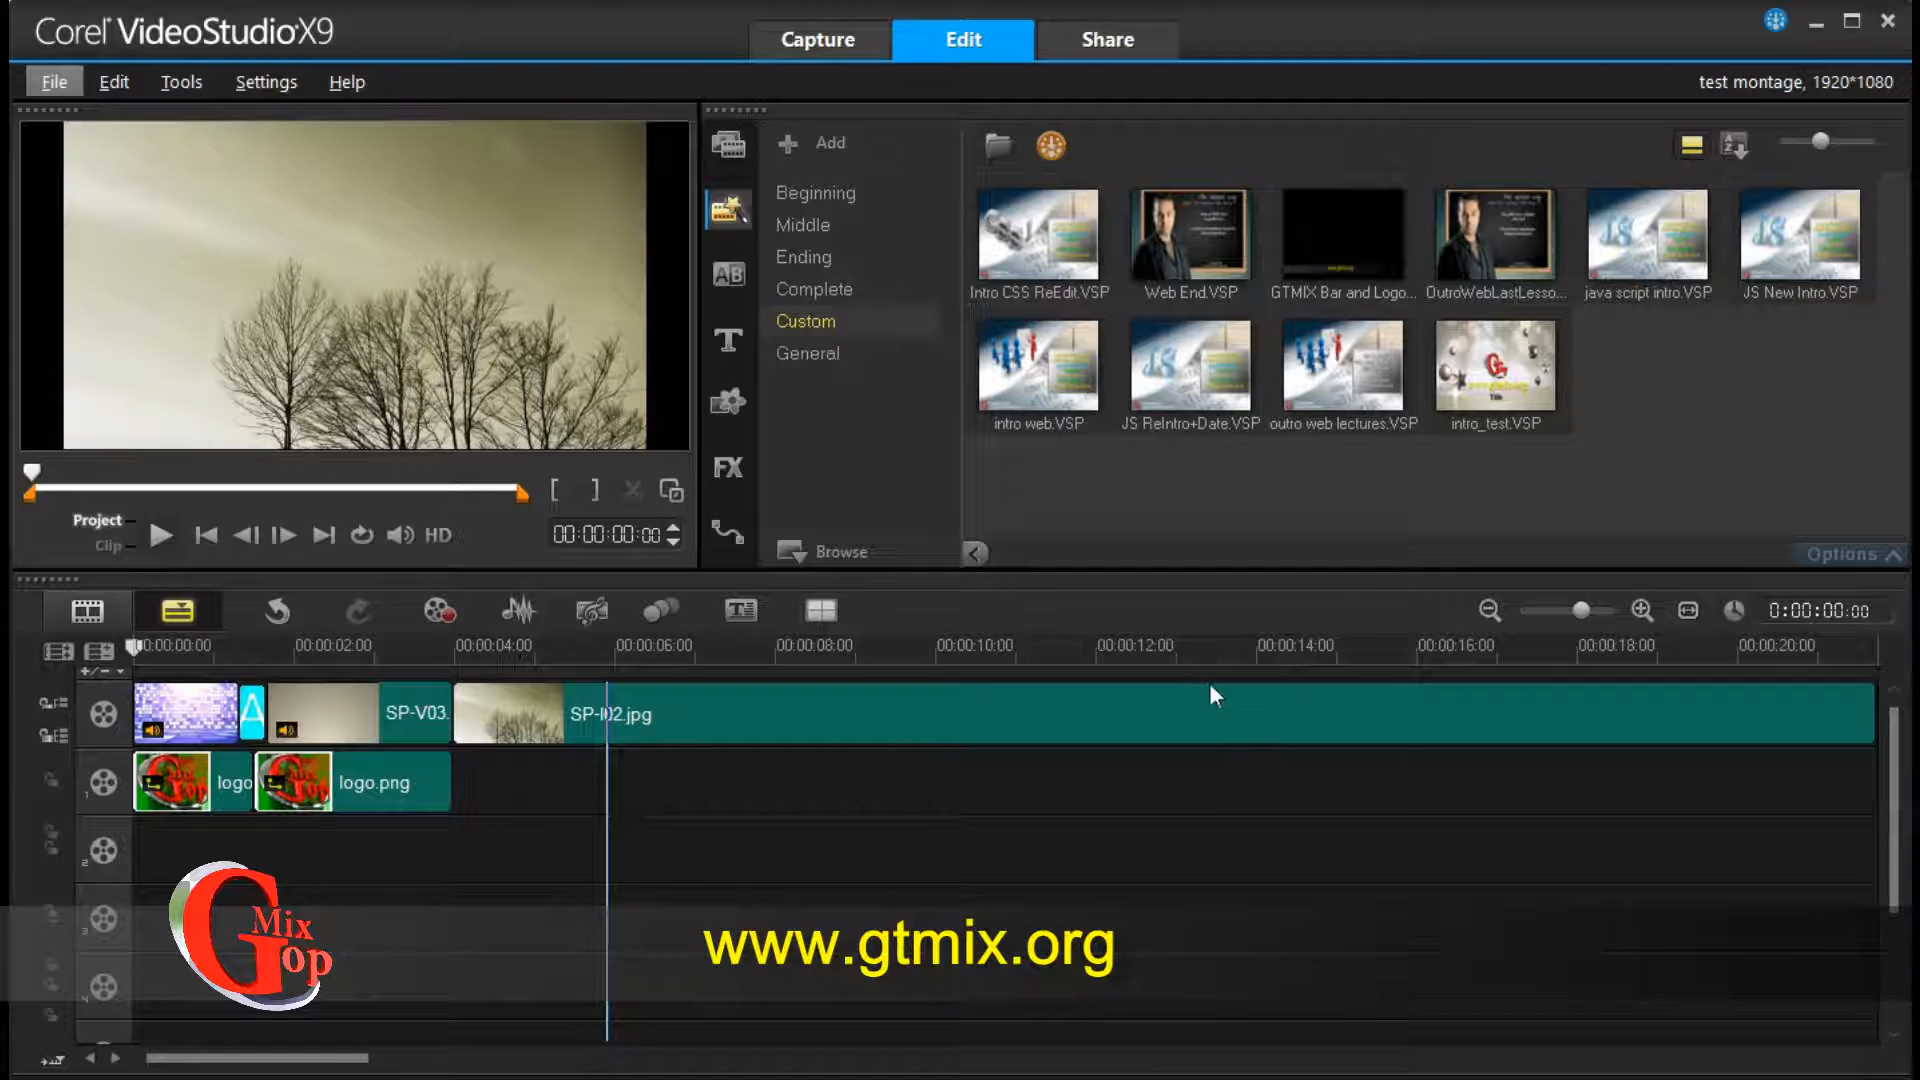 Corel VideoStudio X9
Capture
Edit
Share
File
Edit
Tools
Settings
Help
test montage, 1920*1080
Add
Beginning
Middle
Ending
Complete
Custom
General
Browse
AB
T
FX
Intro CSS ReEdit.VSP
Web End.VSP
GTMIX Bar and Logo...
OutroWebLastLesso...
java script intro.VSP
JS New Intro.VSP
intro web.VSP
JS ReIntro+Date.VSP
outro web lectures.VSP
intro_test.VSP
Options
Project
Clip
HD
00:00:00:00
0:00:00:00
00:00:00:00
00:00:02:00
00:00:04:00
00:00:06:00
00:00:08:00
00:00:10:00
00:00:12:00
00:00:14:00
00:00:16:00
00:00:18:00
00:00:20:00
SP-V03.
SP-I02.jpg
logo
logo.png
1
2
3
4
G Mix op
www.gtmix.org